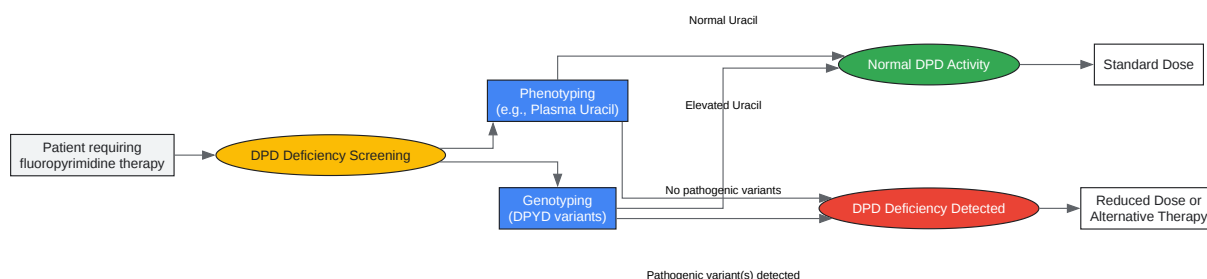 Normal Uracil
Normal DPD Activity
Standard Dose
Phenotyping
(e.g., Plasma Uracil)
Elevated Uracil
Patient requiring
fluoropyrimidine therapy
DPD Deficiency Screening
No pathogenic variants
Genotyping
(DPYD variants)
DPD Deficiency Detected
Reduced Dose or
Alternative Therapy
Pathogenic variant(s) detected